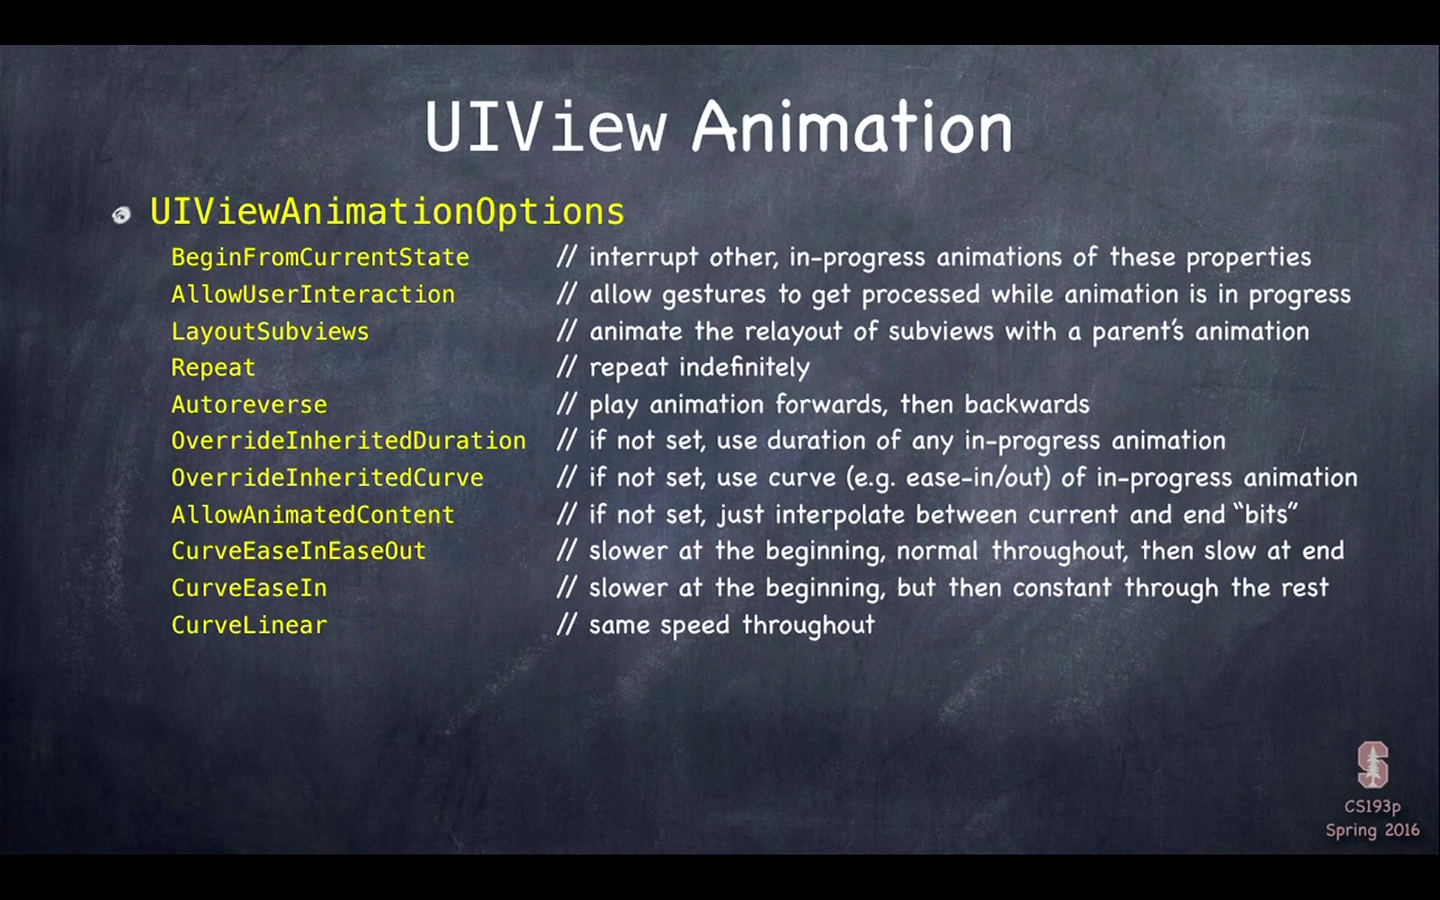 UIView Animation
UIViewAnimationOptions
BeginFromCurrentState // interrupt other, in-progress animations of these properties
AllowUserInteraction // allow gestures to get processed while animation is in progress
LayoutSubviews // animate the relayout of subviews with a parent's animation
Repeat // repeat indefinitely
Autoreverse // play animation forwards, then backwards
OverrideInheritedDuration // if not set, use duration of any in-progress animation
OverrideInheritedCurve // if not set, use curve (e.g. ease-in/out) of in-progress animation
AllowAnimatedContent // if not set, just interpolate between current and end “bits”
CurveEaseInEaseOut // slower at the beginning, normal throughout, then slow at end
CurveEaseIn // slower at the beginning, but then constant through the rest
CurveLinear // same speed throughout
S
CS193p
Spring 2016